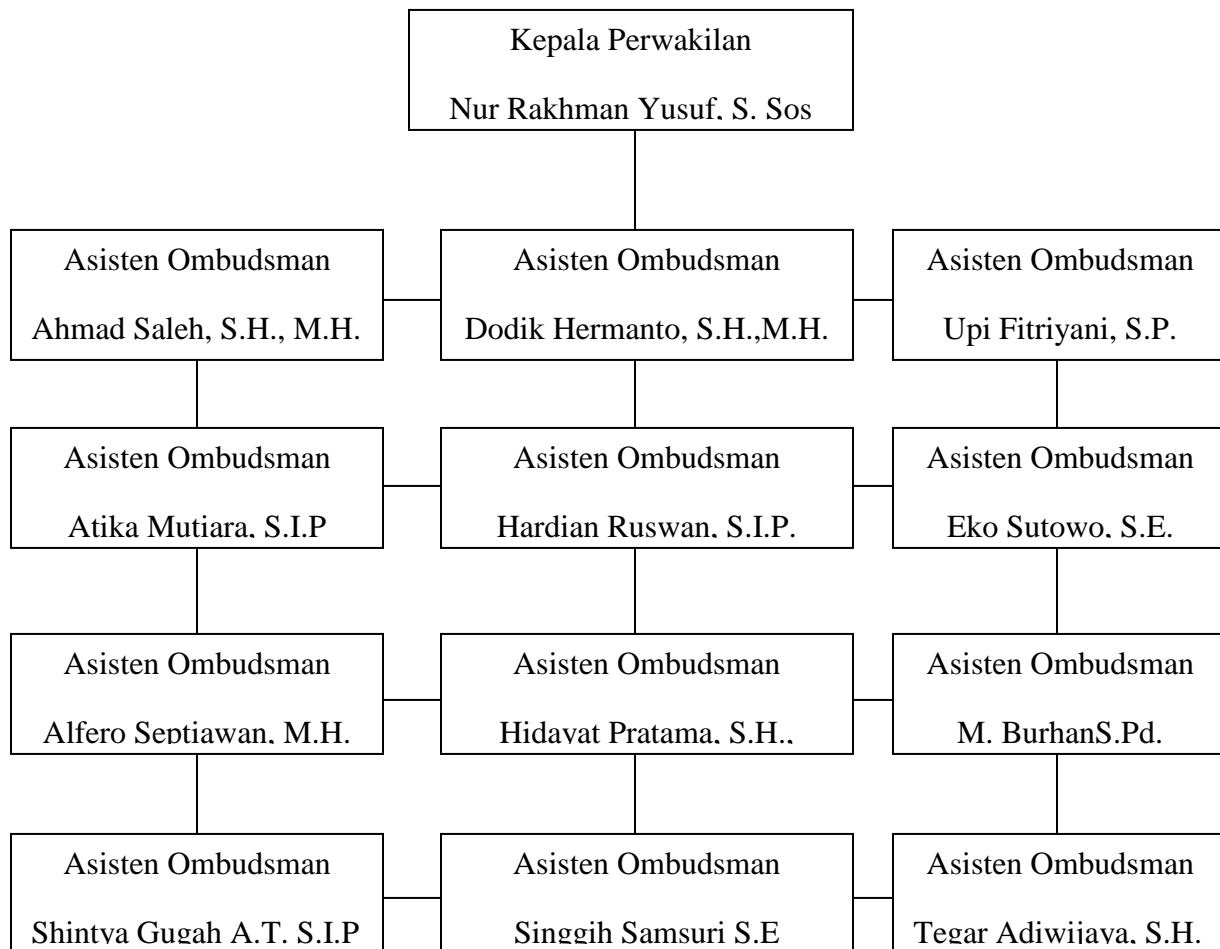 Kepala Perwakilan
Nur Rakhman Yusuf, S. Sos
Asisten Ombudsman
Ahmad Saleh, S.H., M.H.
Asisten Ombudsman
Dodik Hermanto, S.H.,M.H.
Asisten Ombudsman
Upi Fitriyani, S.P.
Asisten Ombudsman
Atika Mutiara, S.I.P
Asisten Ombudsman
Hardian Ruswan, S.I.P.
Asisten Ombudsman
Eko Sutowo, S.E.
Asisten Ombudsman
Alfero Septiawan, M.H.
Asisten Ombudsman
Hidayat Pratama, S.H.,
Asisten Ombudsman
M. BurhanS.Pd.
Asisten Ombudsman
Shintya Gugah A.T. S.I.P
Asisten Ombudsman
Singgih Samsuri S.E
Asisten Ombudsman
Tegar Adiwijaya, S.H.